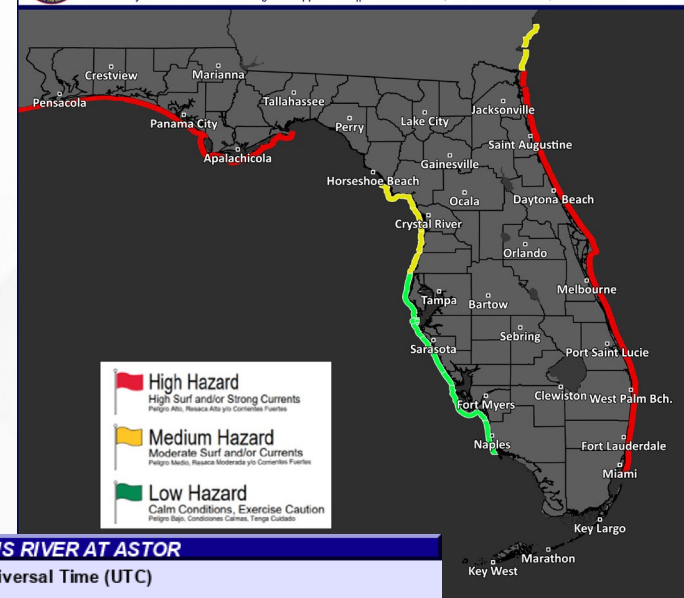 Crestview
Marianna
Pensacola
Tallahassee
Panama City
Jacksonville
Perry
Lake City
Apalachicola
Saint Augustine
Gainesville
Horseshoe Beach
Ocala
Daytona Beach
Crystal River
Orlando
Melbourne
Tampa
Bartow
Sebring
Sarasota
Port Saint Lucie
Clewiston
West Palm Bch.
Fort Myers
Naples
Fort Lauderdale
Miami
Key Largo
Marathon
Key West
High Hazard
High Surf and/or Strong Currents
Peligro Alto, Resaca Alta y/o Corrientes Fuertes
Medium Hazard
Moderate Surf and/or Currents
Peligro Medio, Resaca Moderada y/o Corrientes Fuertes
Low Hazard
Calm Conditions, Exercise Caution
Peligro Bajo, Condiciones Calmas, Tenga Cuidado
RIVER AT ASTOR
Time (UTC)